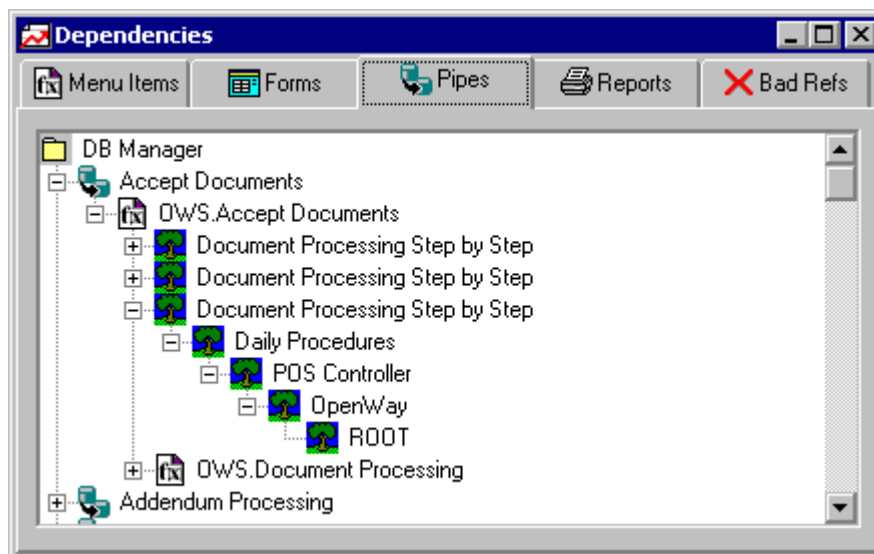 Dependencies
Menu Items Forms Pipes Reports Bad Refs
DB Manager
Accept Documents
OWS.Accept Documents
Document Processing Step by Step
Document Processing Step by Step
Document Processing Step by Step
Daily Procedures
POS Controller
OpenWay
ROOT
OWS.Document Processing
Addendum Processing